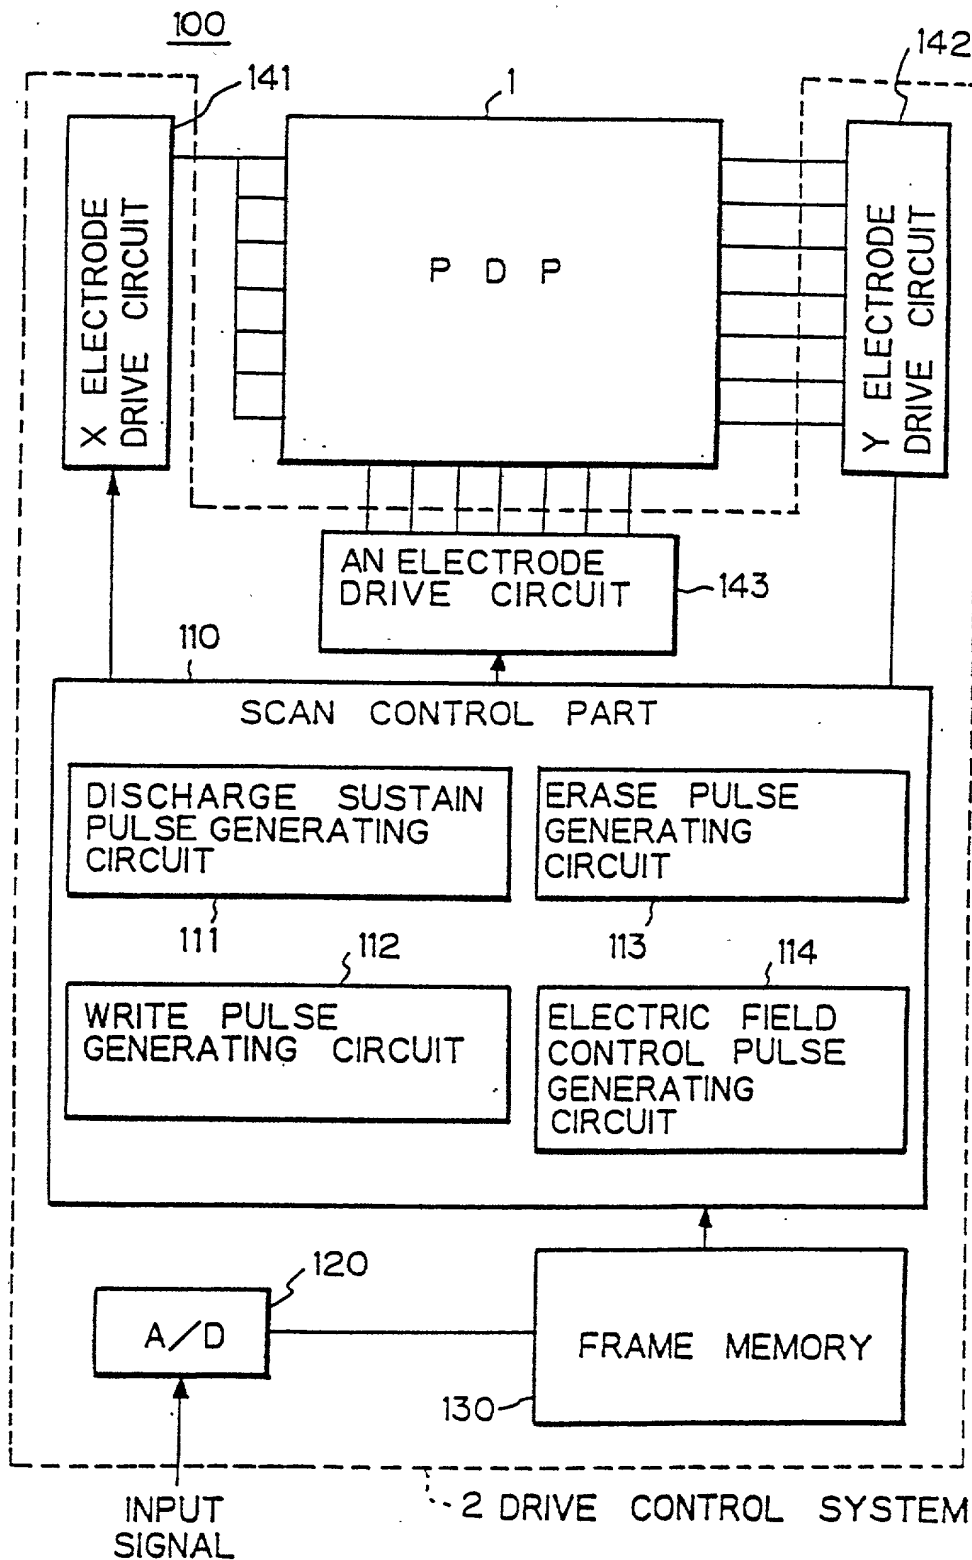 100
141
1
142
X ELECTRODE
DRIVE CIRCUIT
P D P
Y ELECTRODE
DRIVE CIRCUIT
AN ELECTRODE
DRIVE CIRCUIT
143
110
SCAN CONTROL PART
DISCHARGE SUSTAIN
PULSE GENERATING
CIRCUIT
ERASE PULSE
GENERATING
CIRCUIT
111
113
112
114
WRITE PULSE
GENERATING CIRCUIT
ELECTRIC FIELD
CONTROL PULSE
GENERATING
CIRCUIT
120
A/D
FRAME MEMORY
130
INPUT
SIGNAL
2 DRIVE CONTROL SYSTEM